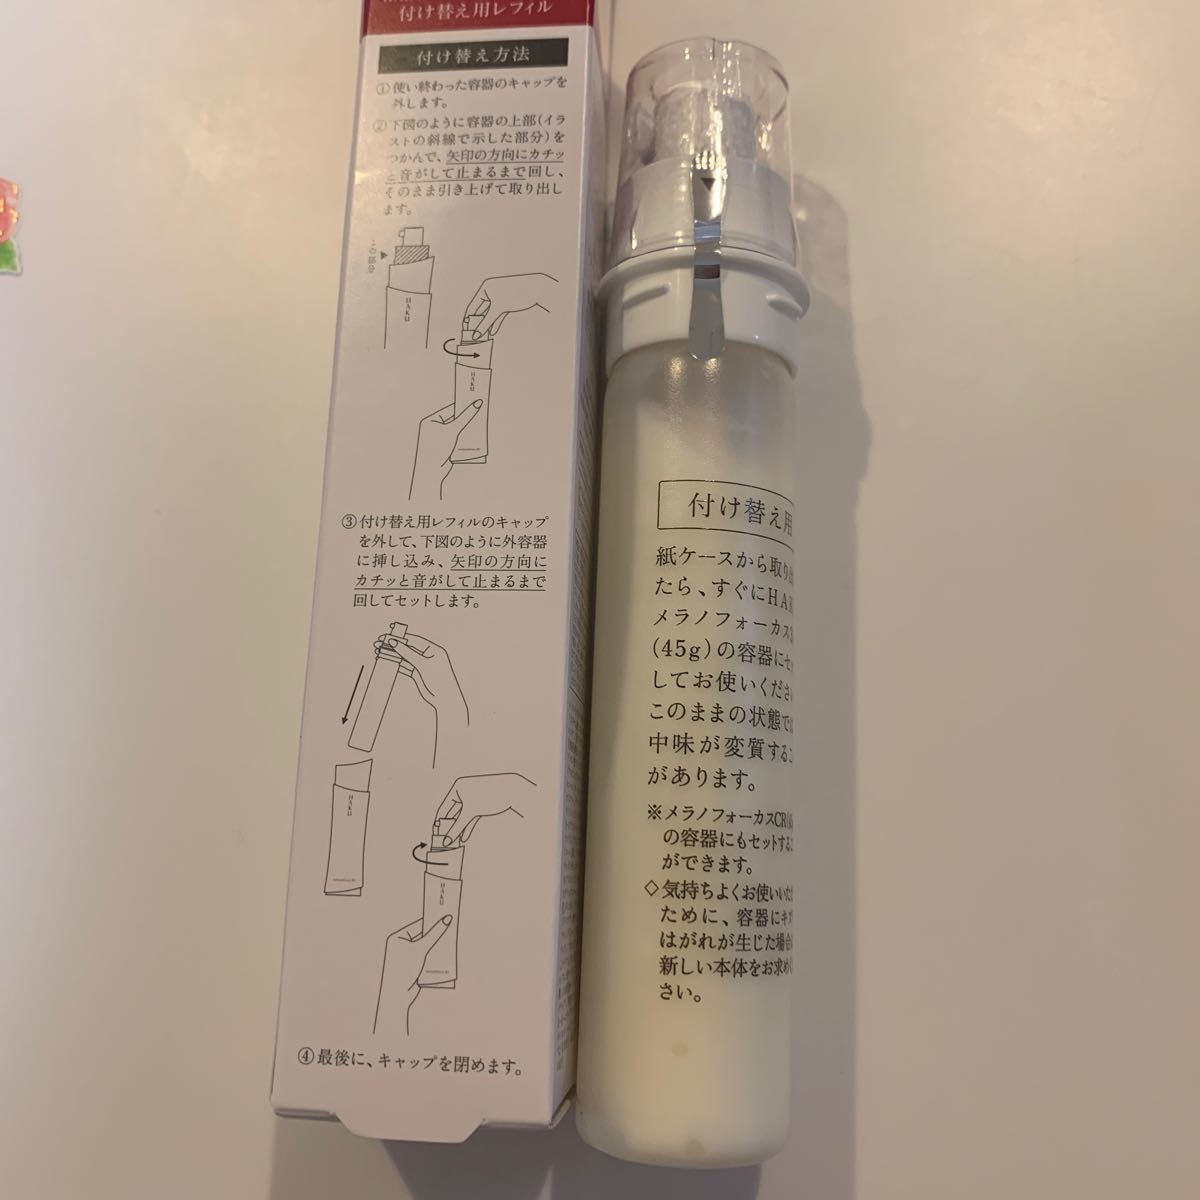 付け替え用レフィル
付け替え方法
①使い終わった容器のキャップを
外します。
②下図のように容器の上部(イラ
ストの斜線で示した部分)を
つかんで、矢印の方向にカチッ
と音がして止まるまで回し、
そのまま引き上げて取り出し
ます。
この部分
HAKU
HAKU
③付け替え用レフィルのキャップ
を外して、下図のように外容器
に挿し込み、矢印の方向に
カチッと音がして止まるまで
回してセットします。
HAKU
HAKU
④最後に、キャップを閉めます。
付け替え用
紙ケースから取り出
たら、すぐにHA
メラノフォーカス
(45g)の容器にセ
してお使いくださ
このままの状態では
中味が変質するこ
があります。
※メラノフォーカスCR
の容器にもセットするこ
ができます。
◇気持ちよくお使いいただ
ために、容器にキズ
はがれが生じた場合
新しい本体をお求め
さい。